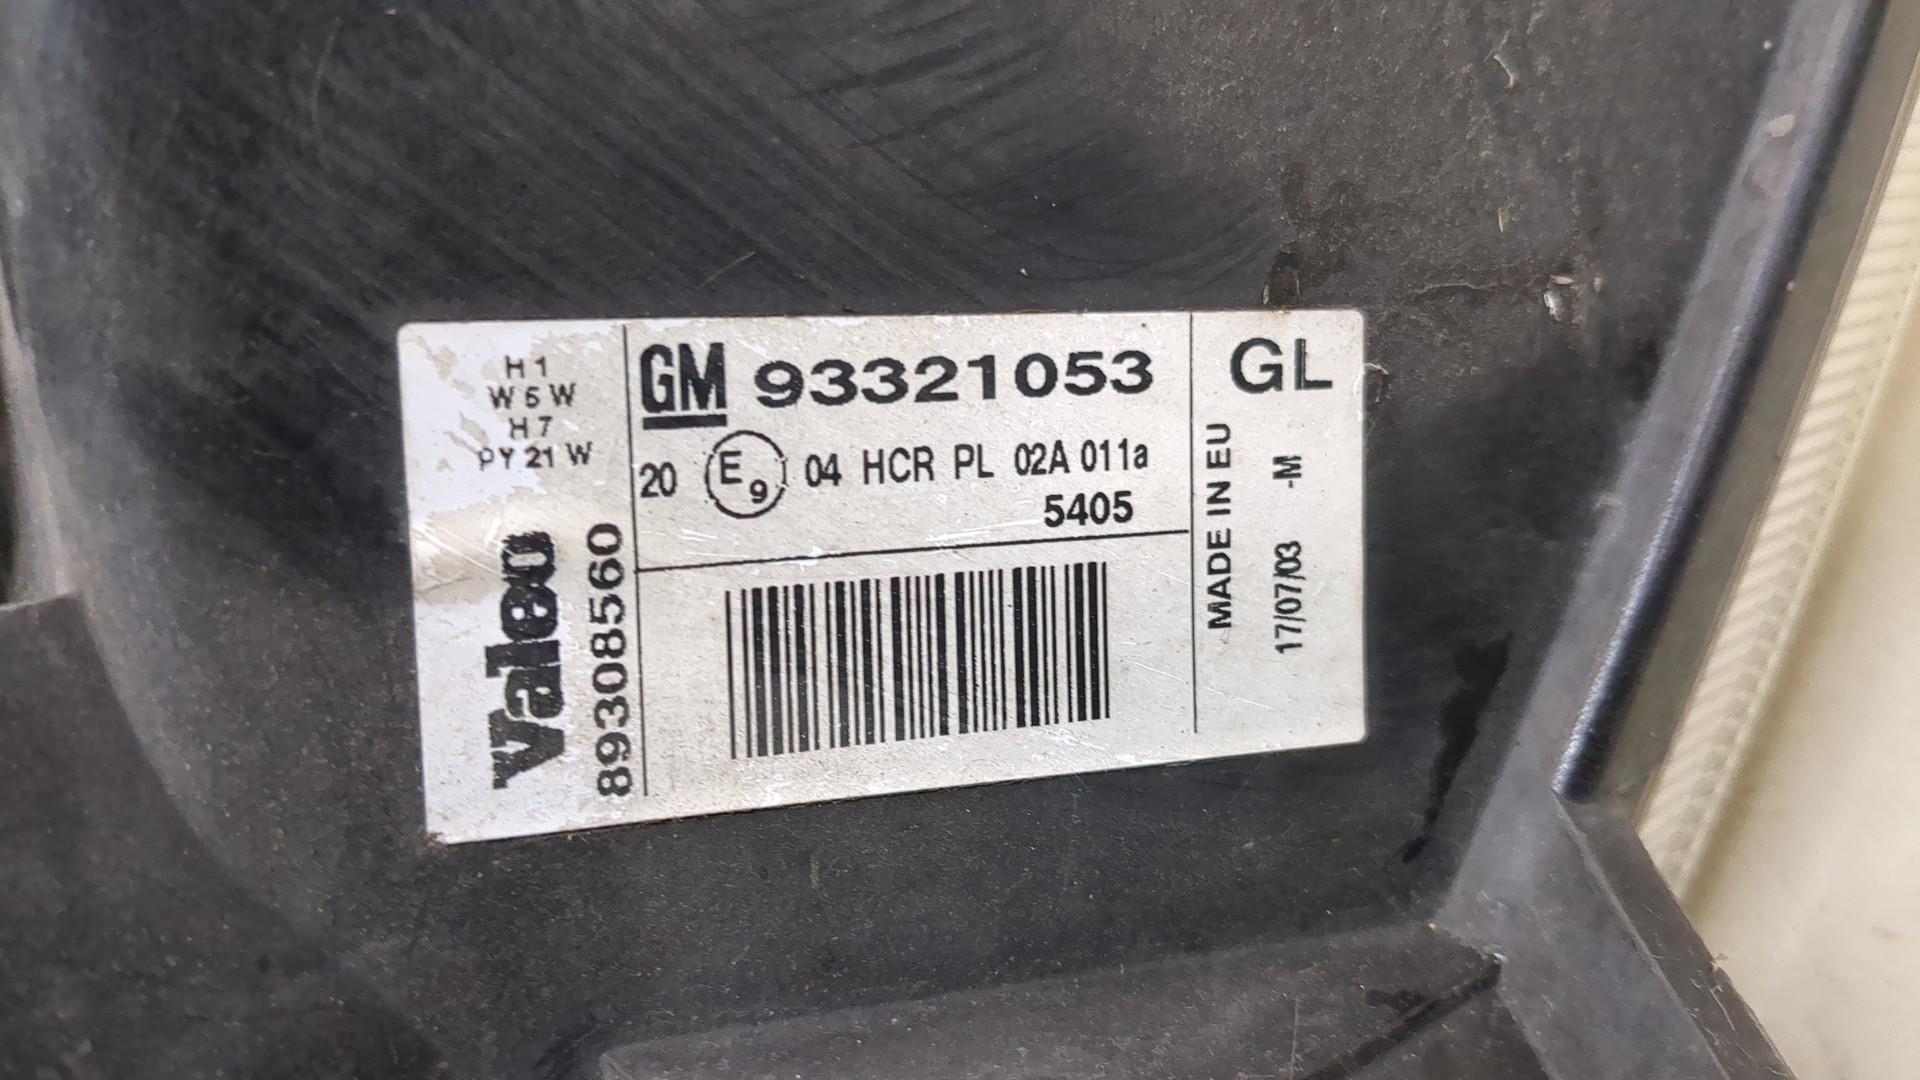 H1
W5W
H7
PY21W
Valeo
89308560
GM 93321053
20 E9 04 HCR PL 02A 011a
5405
GL
MADE IN EU
17/07/03 -M